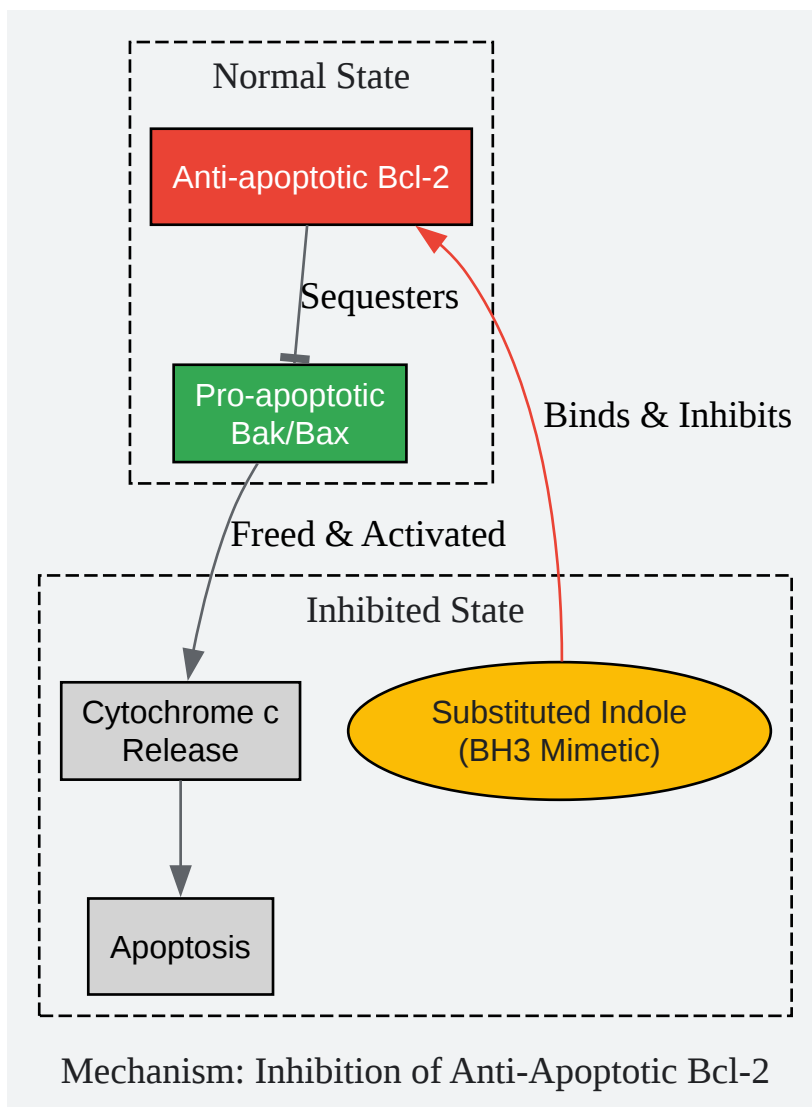 Normal State
Anti-apoptotic Bcl-2
Sequesters
Pro-apoptotic
Bak/Bax
Binds & Inhibits
Freed & Activated
Inhibited State
Cytochrome c
Release
Substituted Indole
(BH3 Mimetic)
Apoptosis
Mechanism: Inhibition of Anti-Apoptotic Bcl-2